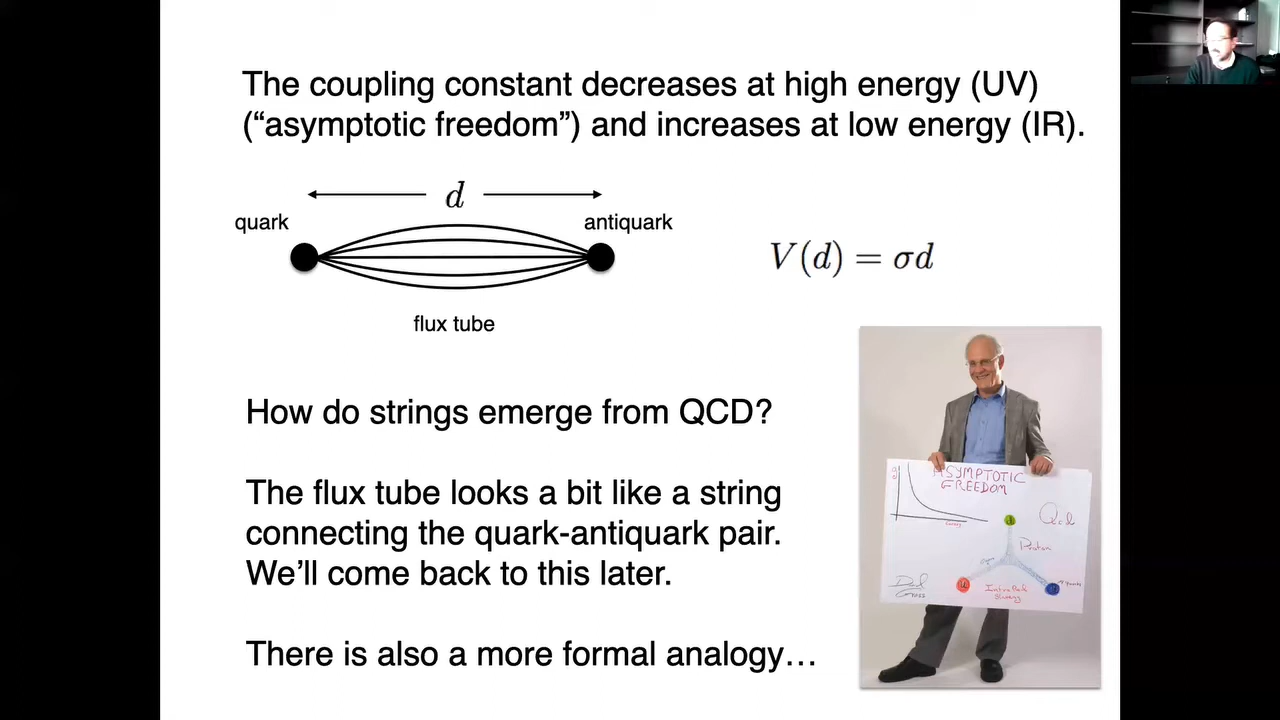 The coupling constant decreases at high energy (UV)
(“asymptotic freedom”) and increases at low energy (IR).
d
quark
antiquark
V(d) = σd
flux tube
How do strings emerge from QCD?
The flux tube looks a bit like a string
connecting the quark-antiquark pair.
We’ll come back to this later.
There is also a more formal analogy…
ASYMPTOTIC
FREEDOM
QCD
Proton
David
Gross